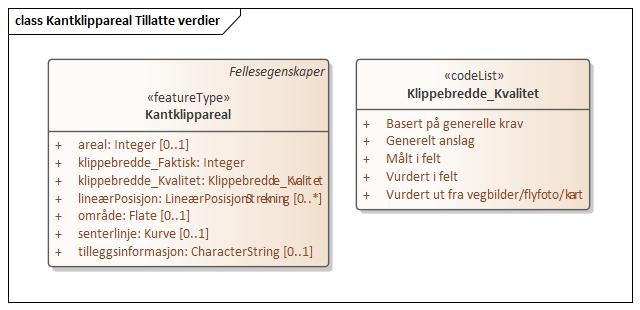 class Kantklippareal Tillatte verdier
Fellesegenskaper
«featureType»
Kantklippareal
+ areal: Integer [0..1]
+ klippebredde_Faktisk: Integer
+ klippebredde_Kvalitet: Klippebredde_Kvalitet
+ lineærPosisjon: LineærPosisjonStrekning [0..*]
+ område: Flate [0..1]
+ senterlinje: Kurve [0..1]
+ tilleggsinformasjon: CharacterString [0..1]
«codeList»
Klippebredde_Kvalitet
+ Basert på generelle krav
+ Generelt anslag
+ Målt i felt
+ Vurdert i felt
+ Vurdert ut fra vegbilder/flyfoto/kart